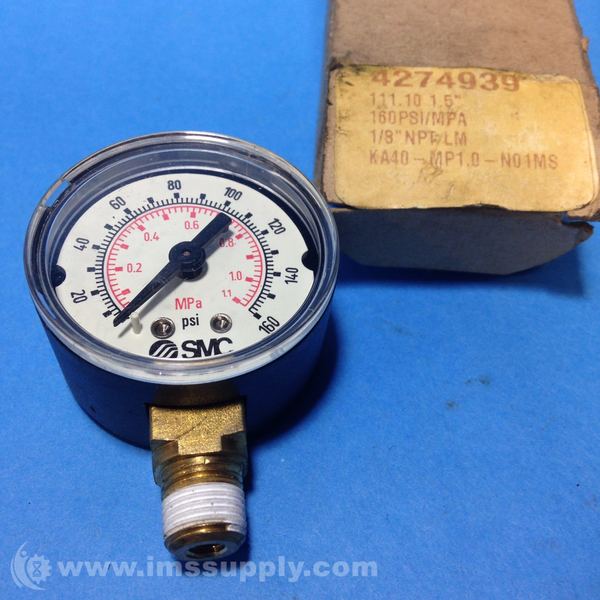 4274939
111.10 1.5"
160PSI/MPA
1/8" NPT LM
KA40-MP1.0-N01MS
20 40 60 80 100 120 140 160
0.2 0.4 0.6 0.8 1.0 1.1
MPa
psi
SMC
www.imssupply.com/